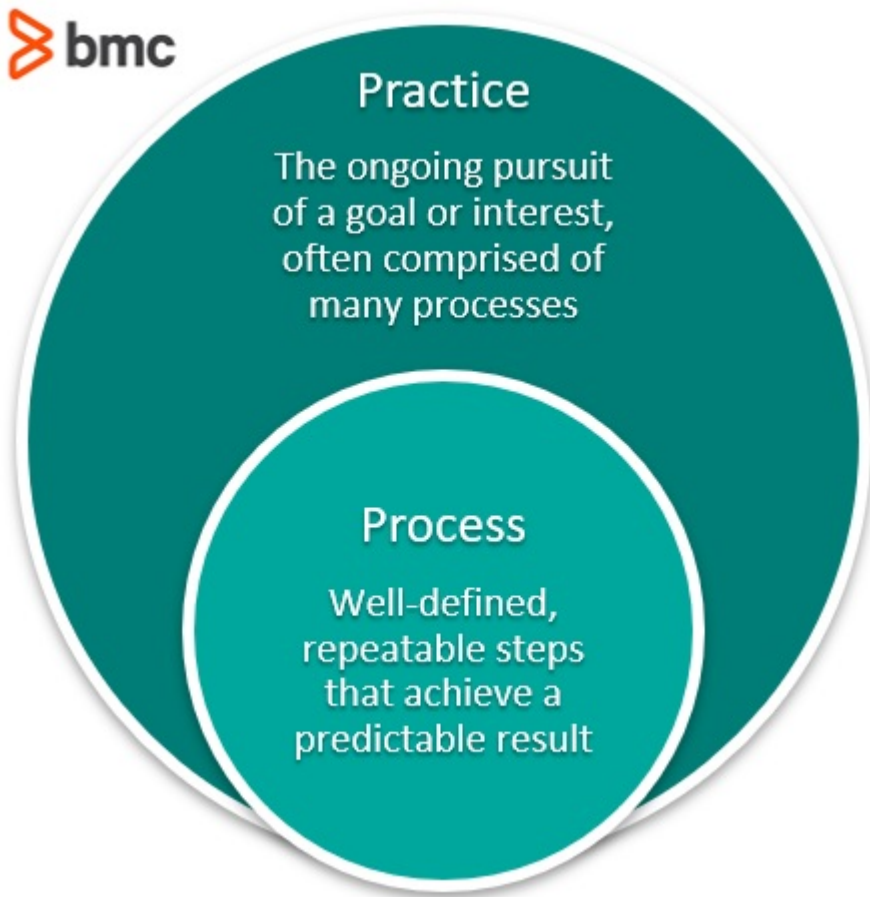 bmc
Practice
The ongoing pursuit
of a goal or interest,
often comprised of
many processes
Process
Well-defined,
repeatable steps
that achieve a
predictable result